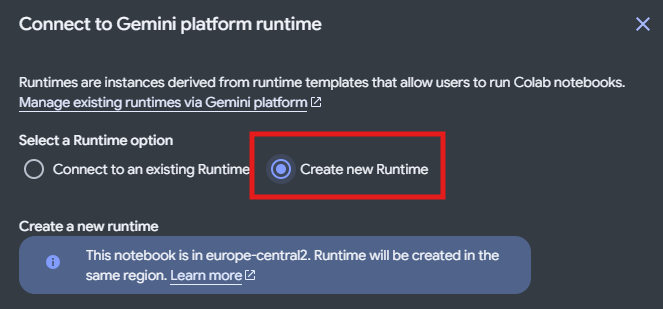 Connect to Gemini platform runtime
Runtimes are instances derived from runtime templates that allow users to run Colab notebooks.
Manage existing runtimes via Gemini platform
Select a Runtime option
Connect to an existing Runtime
Create new Runtime
Create a new runtime
This notebook is in europe-central2. Runtime will be created in the
same region. Learn more